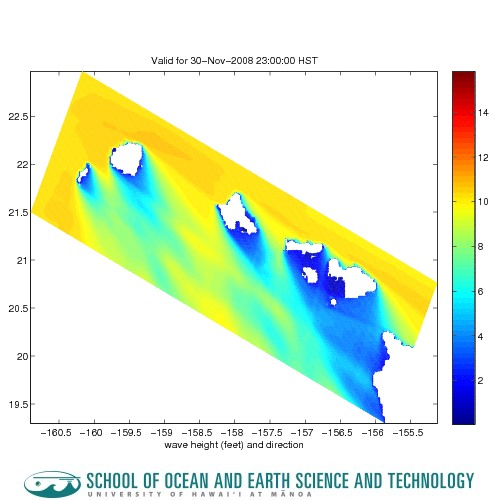 Valid for 30-Nov-2008 23:00:00 HST
22.5
22
21.5
21
20.5
20
19.5
14
12
10
8
6
4
2
-160.5 -160 -159.5 -159 -158.5 -158 -157.5 -157 -156.5 -156 -155.5
wave height (feet) and direction
SCHOOL OF OCEAN AND EARTH SCIENCE AND TECHNOLOGY
UNIVERSITY OF HAWAI'I AT MĀNOA